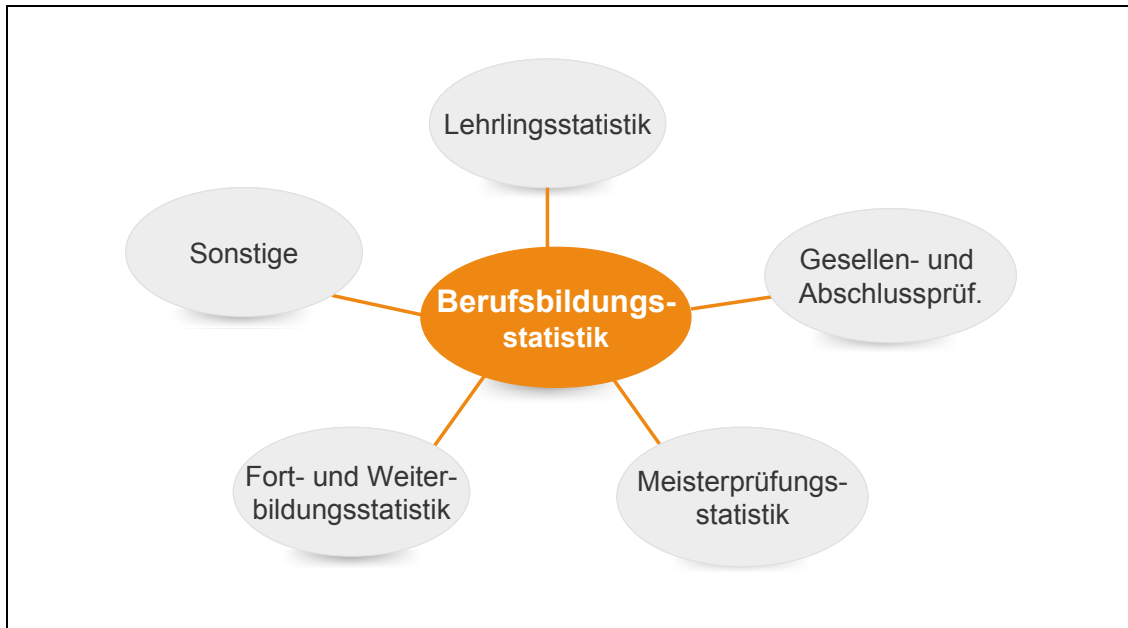 Lehrlingsstatistik
Sonstige
Gesellen- und
Abschlussprüf.
Berufsbildungs-
statistik
Fort- und Weiter-
bildungsstatistik
Meisterprüfungs-
statistik